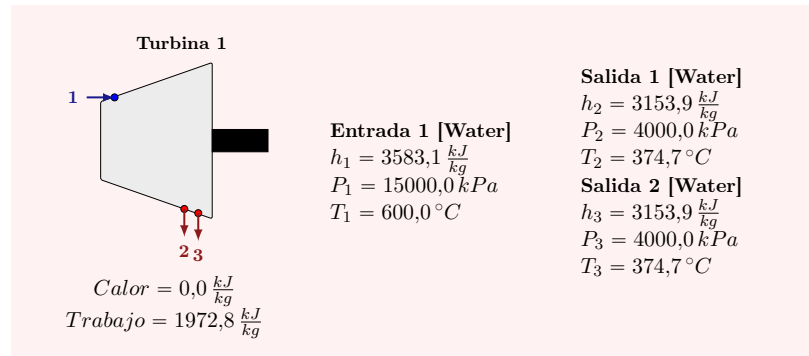 Turbina 1
1
2 3
Calor = 0,0 kJ/kg
Trabajo = 1972,8 kJ/kg
Entrada 1 [Water]
h₁ = 3583,1 kJ/kg
P₁ = 15000,0 kPa
T₁ = 600,0 °C
Salida 1 [Water]
h₂ = 3153,9 kJ/kg
P₂ = 4000,0 kPa
T₂ = 374,7 °C
Salida 2 [Water]
h₃ = 3153,9 kJ/kg
P₃ = 4000,0 kPa
T₃ = 374,7 °C